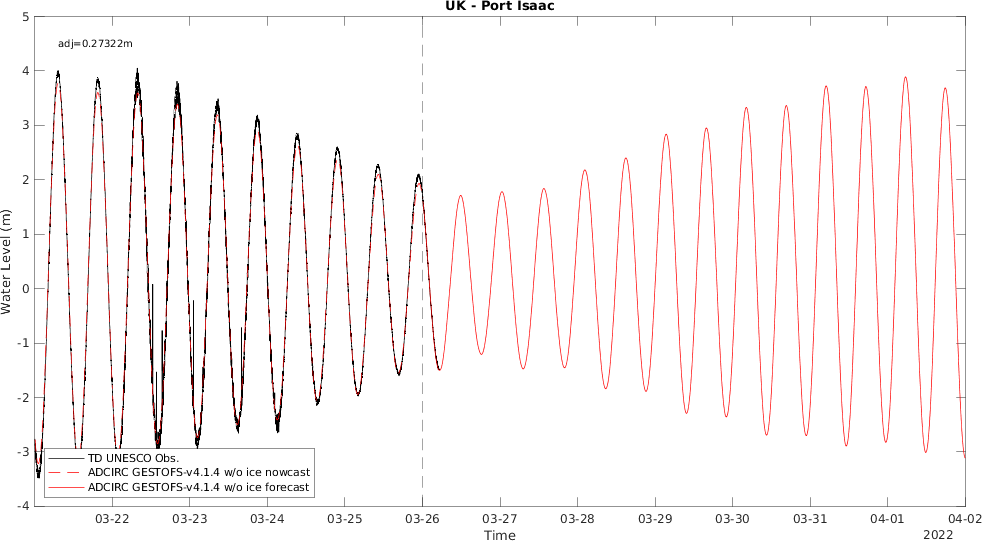 UK - Port Isaac
adj=0.27322m
5
4
3
2
1
0
-1
-2
-3
-4
Water Level (m)
TD UNESCO Obs.
ADCIRC GESTOFS-v4.1.4 w/o ice nowcast
ADCIRC GESTOFS-v4.1.4 w/o ice forecast
03-22 03-23 03-24 03-25 03-26 03-27 03-28 03-29 03-30 03-31 04-01 04-02
Time
2022